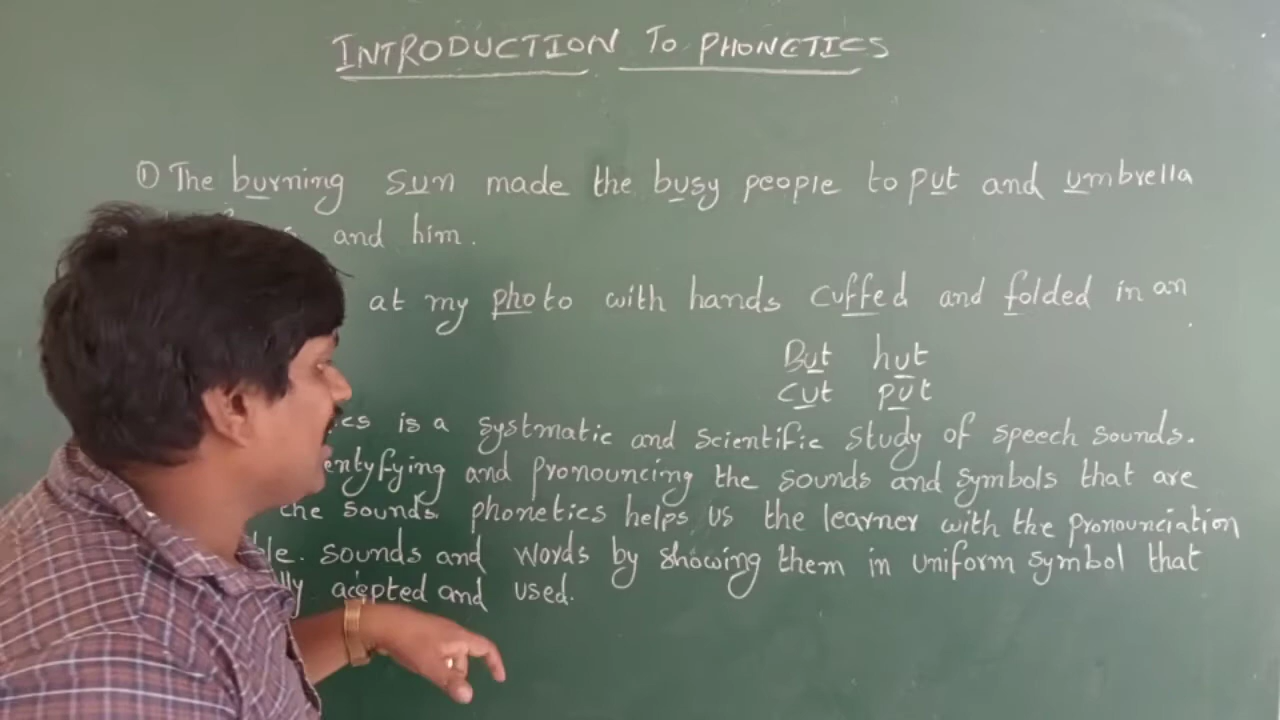 INTRODUCTION TO PHONETICS
① The burning sun made the busy people to put and umbrella
and him.
at my photo with hands cuffed and folded in an
But hut
cut put
is a systmatic and scientific study of speech sounds.
and pronouncing the sounds and symbols that are
the sounds. phonetics helps us the learner with the pronounciation
sounds and words by showing them in uniform symbol that
accepted and used.